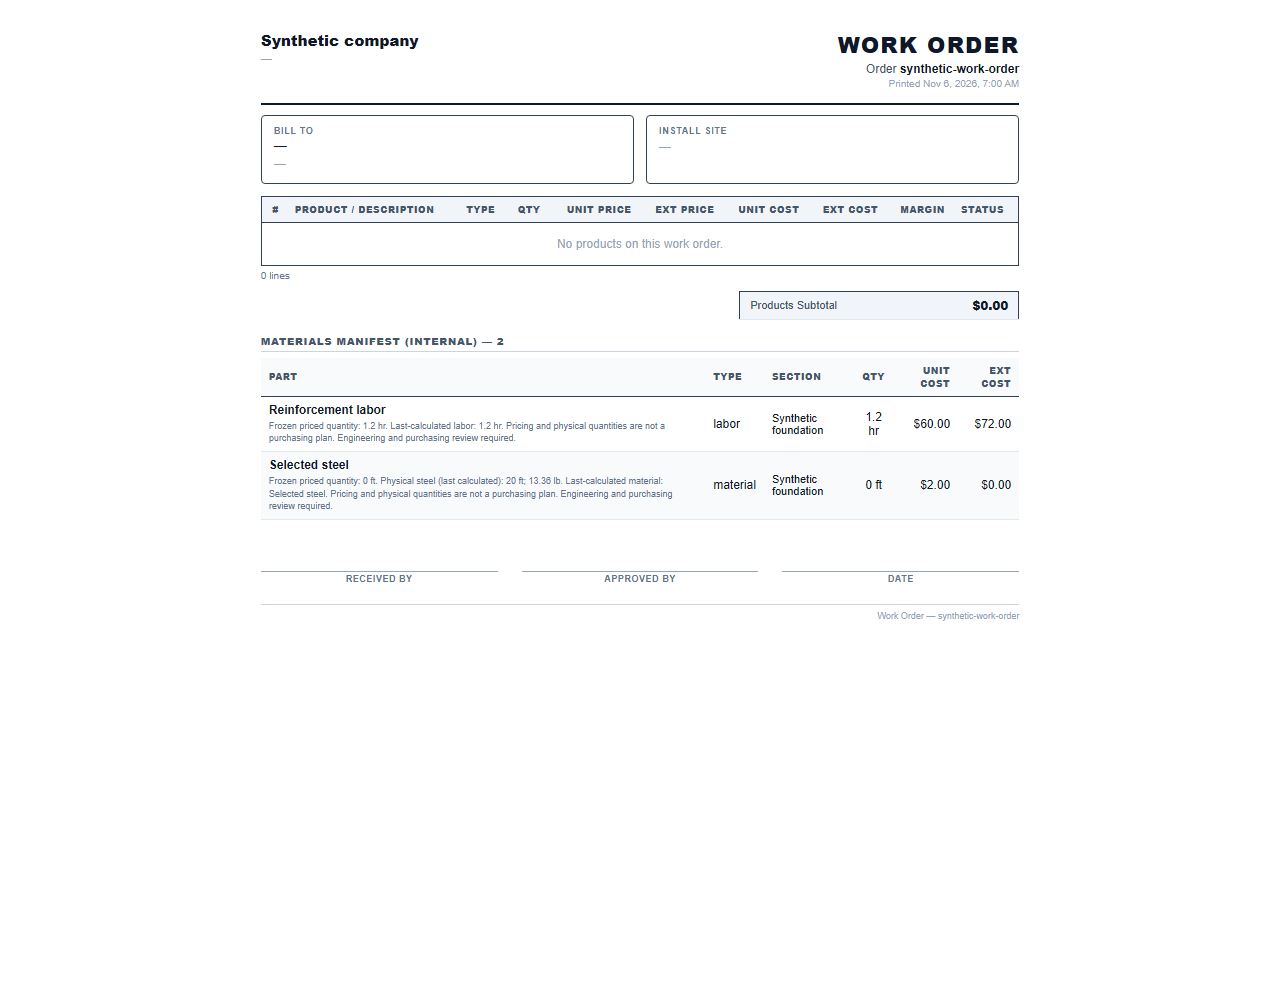 Synthetic company
—
WORK ORDER
Order synthetic-work-order
Printed Nov 6, 2026, 7:00 AM
BILL TO
—
—
INSTALL SITE
—
# PRODUCT / DESCRIPTION TYPE QTY UNIT PRICE EXT PRICE UNIT COST EXT COST MARGIN STATUS
No products on this work order.
0 lines
Products Subtotal $0.00
MATERIALS MANIFEST (INTERNAL) — 2
PART TYPE SECTION QTY UNIT COST EXT COST
Reinforcement labor
Frozen priced quantity: 1.2 hr. Last-calculated labor: 1.2 hr. Pricing and physical quantities are not a
purchasing plan. Engineering and purchasing review required.
labor
Synthetic
foundation
1.2
hr
$60.00
$72.00
Selected steel
Frozen priced quantity: 0 ft. Physical steel (last calculated): 20 ft; 13.36 lb. Last-calculated material:
Selected steel. Pricing and physical quantities are not a purchasing plan. Engineering and purchasing
review required.
material
Synthetic
foundation
0 ft
$2.00
$0.00
RECEIVED BY
APPROVED BY
DATE
Work Order — synthetic-work-order